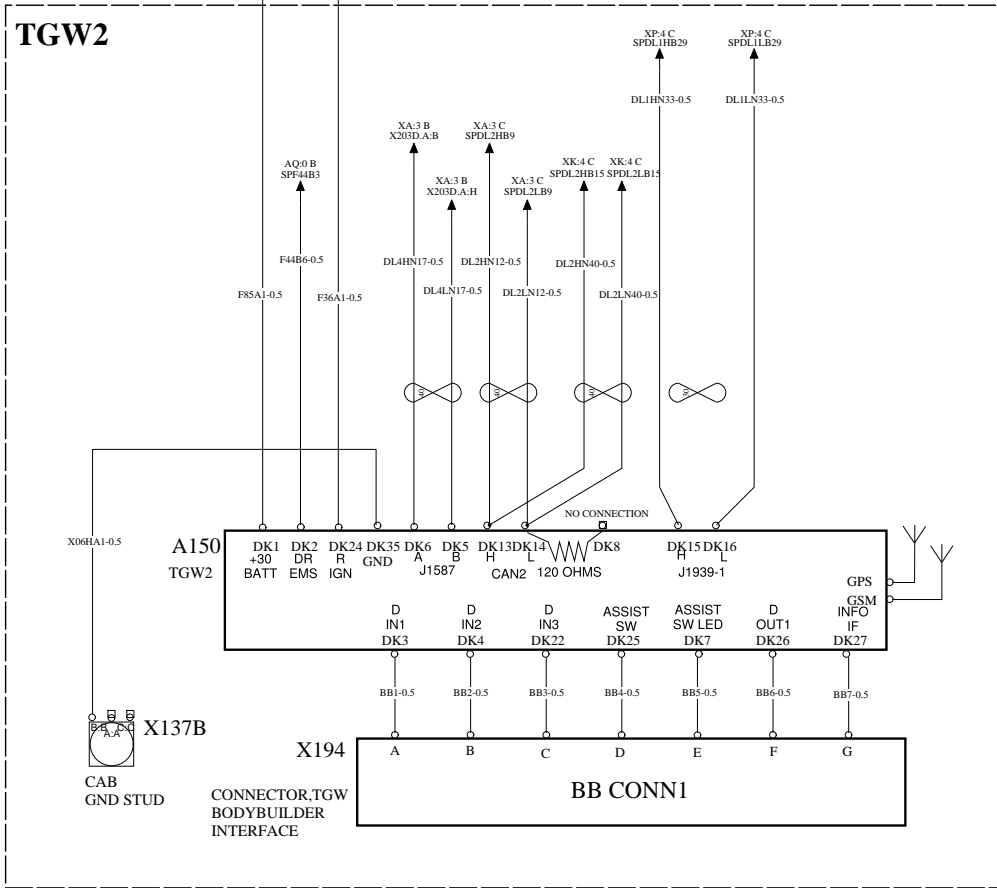 TGW2
XP:4 C
SPDL1HB29
XP:4 C
SPDL1LB29
DL1HN33-0.5
DL1LN33-0.5
XA:3 B
X203D.A:B
XA:3 C
SPDL2HB9
AQ:0 B
SPF44B3
XA:3 B
X203D.A:H
XA:3 C
SPDL2LB9
XK:4 C
SPDL2HB15
XK:4 C
SPDL2LB15
F44B6-0.5
DL4HN17-0.5
DL2HN12-0.5
DL2HN40-0.5
F85A1-0.5
F36A1-0.5
DL4LN17-0.5
DL2LN12-0.5
DL2LN40-0.5
40
40
40
30
NO CONNECTION
X06HA1-0.5
A150
TGW2
DK1
+30
BATT
DK2
DR
EMS
DK24
R
IGN
DK35
GND
DK6
A
DK5
B
J1587
DK13
H
DK14
L
CAN2
120 OHMS
DK8
DK15
H
DK16
L
J1939-1
GPS
GSM
D
IN1
DK3
D
IN2
DK4
D
IN3
DK22
ASSIST
SW
DK25
ASSIST
SW LED
DK7
D
OUT1
DK26
INFO
IF
DK27
BB1-0.5
BB2-0.5
BB3-0.5
BB4-0.5
BB5-0.5
BB6-0.5
BB7-0.5
B:B
A:A
C:C
X137B
CAB
GND STUD
X194
A
B
C
D
E
F
G
BB CONN1
CONNECTOR,TGW
BODYBUILDER
INTERFACE